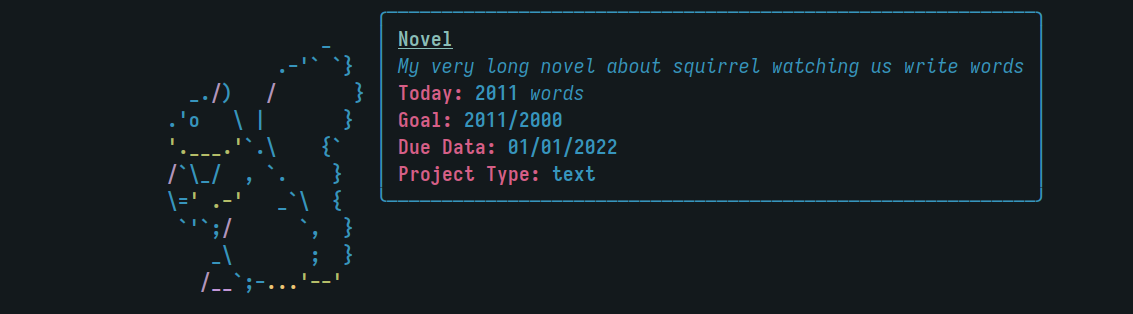 Novel
My very long novel about squirrel watching us write words
Today: 2011 words
Goal: 2011/2000
Due Data: 01/01/2022
Project Type: text